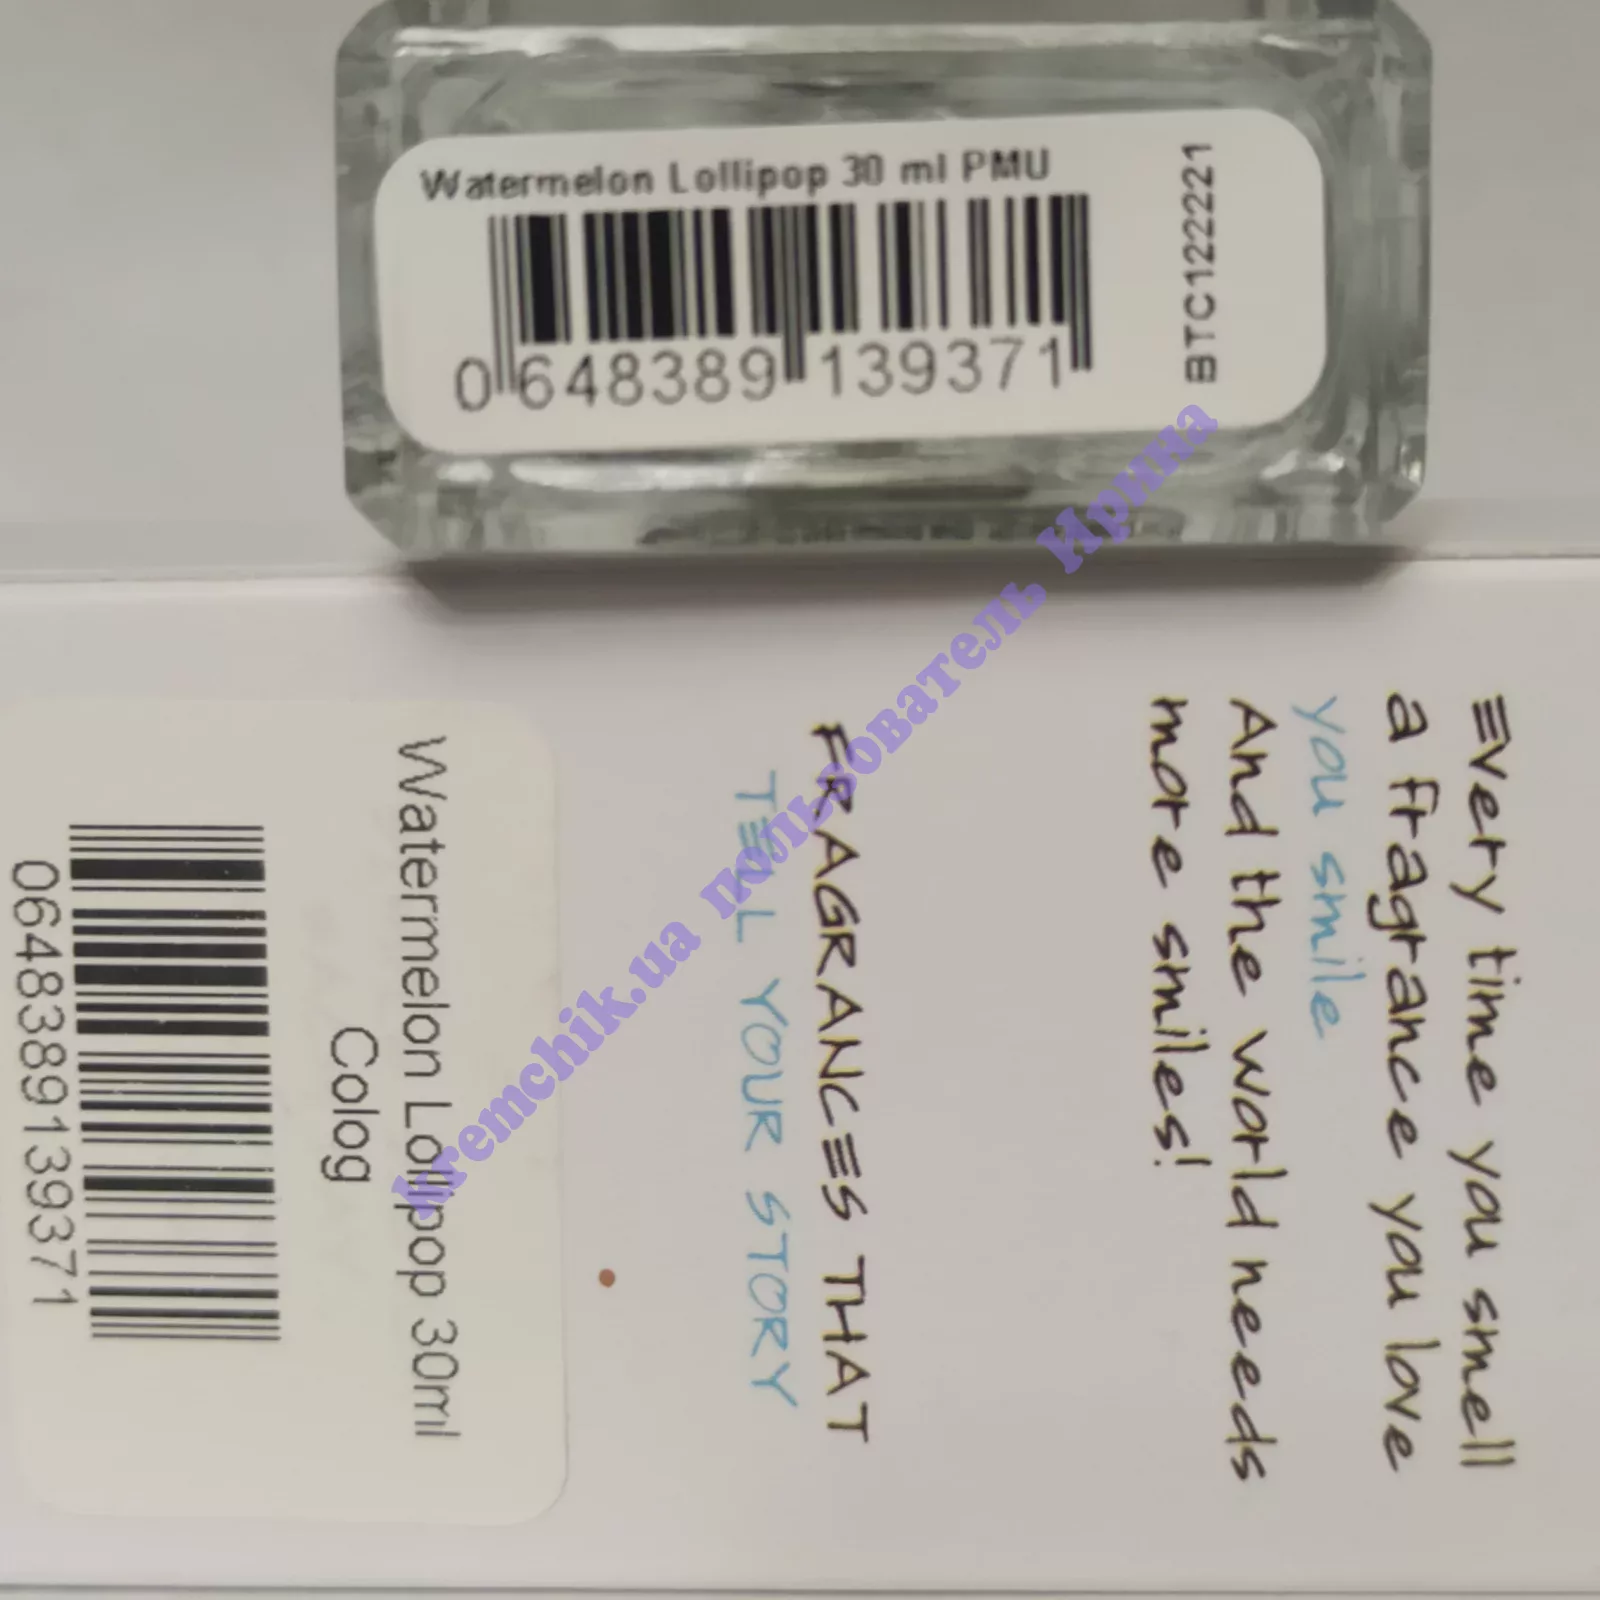 Watermelon Lollipop 30 ml PMU
0 648389 139371
BTC122221
Every time you smell
a fragrance you love
you smile
And the world needs
more smiles!
FRAGRANCES THAT
TELL YOUR STORY
Watermelon Lollipop 30ml
Colog
0648389139371
kremchik.ua пользователь Ирина